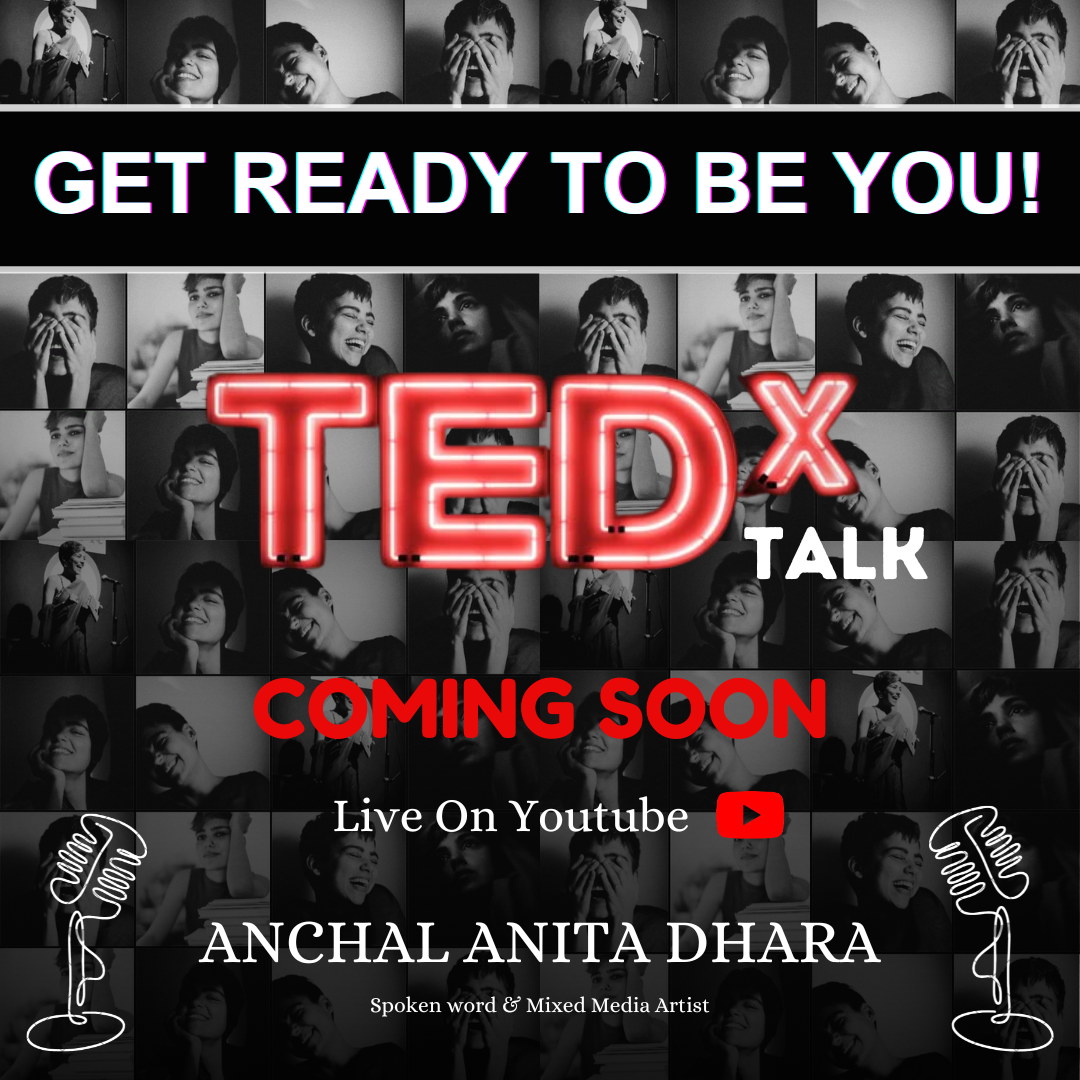 GET READY TO BE YOU!
TEDX
TALK
COMING SOON
Live On Youtube
ANCHAL ANITA DHARA
Spoken word & Mixed Media Artist